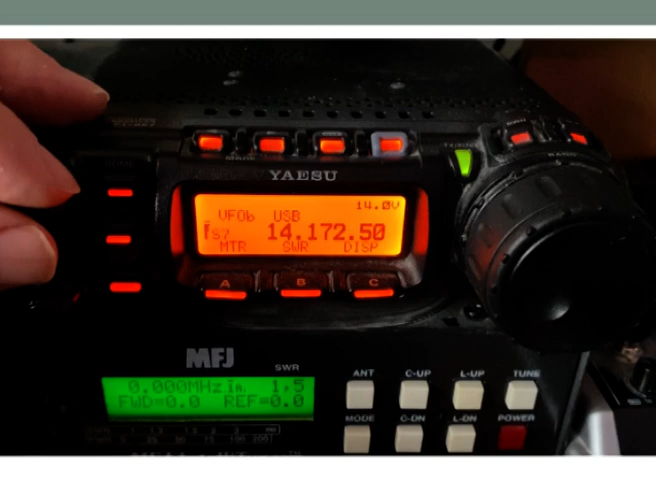 YAESU
14.0V
VFOb USB
S7 14.172.50
MTR SWR DISP
A B C
MFJ
SWR
0.000MHz Ia 1.5
FWD=0.0 REF=0.0
ANT C-UP L-UP TUNE
MODE C-DN L-DN POWER